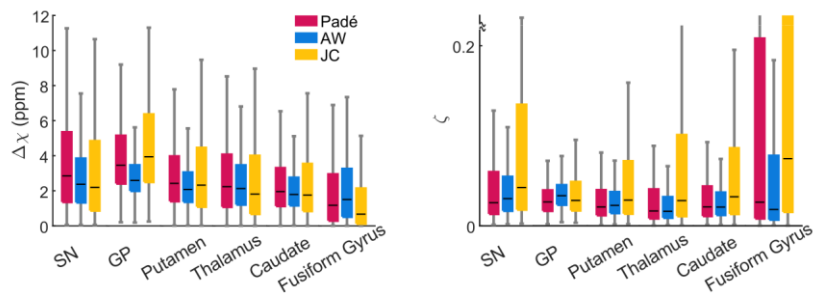 12
10
8
6
4
2
0
Δχ (ppm)
Padé
AW
JC
SN
GP
Putamen
Thalamus
Caudate
Fusiform Gyrus
0.2
0
ζ
SN
GP
Putamen
Thalamus
Caudate
Fusiform Gyrus